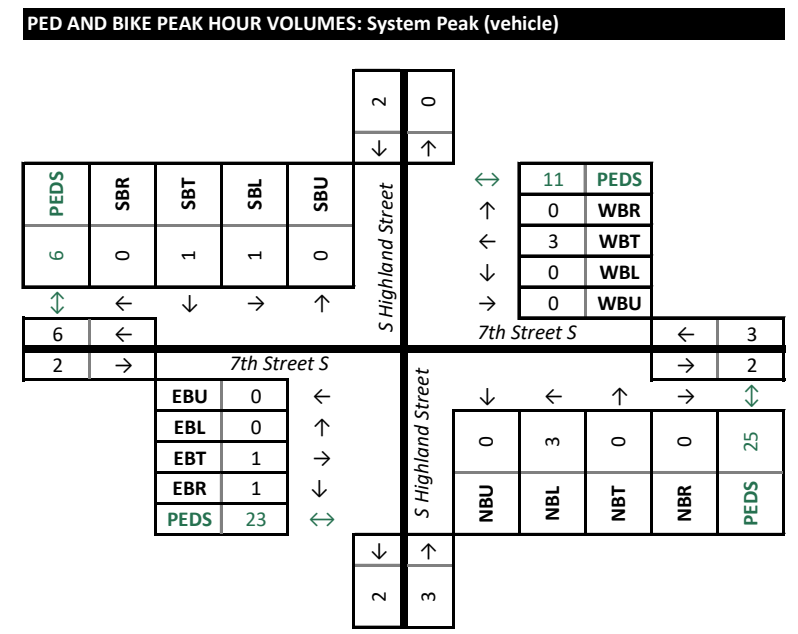 PED AND BIKE PEAK HOUR VOLUMES: System Peak (vehicle)
2 0
↓ ↑
PEDS SBR SBT SBL SBU
6 0 1 1 0
↕ ← ↓ → ↑
S Highland Street
↔ 11 PEDS
↑ 0 WBR
← 3 WBT
↓ 0 WBL
→ 0 WBU
6 ←
7th Street S
← 3
2 →
7th Street S
→ 2
EBU 0 ←
EBL 0 ↑
EBT 1 →
EBR 1 ↓
PEDS 23 ↔
S Highland Street
↓ ← ↑ → ↕
0 3 0 0 25
NBU NBL NBT NBR PEDS
↓ ↑
2 3